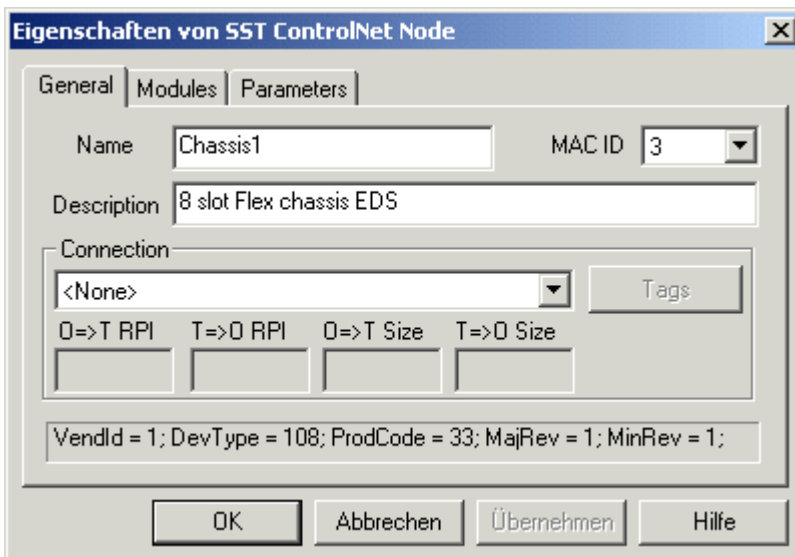 Eigenschaften von SST ControlNet Node
General Modules Parameters
Name Chassis1 MAC ID 3
Description 8 slot Flex chassis EDS
Connection
<None> Tags
O=>T RPI T=>O RPI O=>T Size T=>O Size
VendId = 1; DevType = 108; ProdCode = 33; MajRev = 1; MinRev = 1;
OK Abbrechen Übernehmen Hilfe